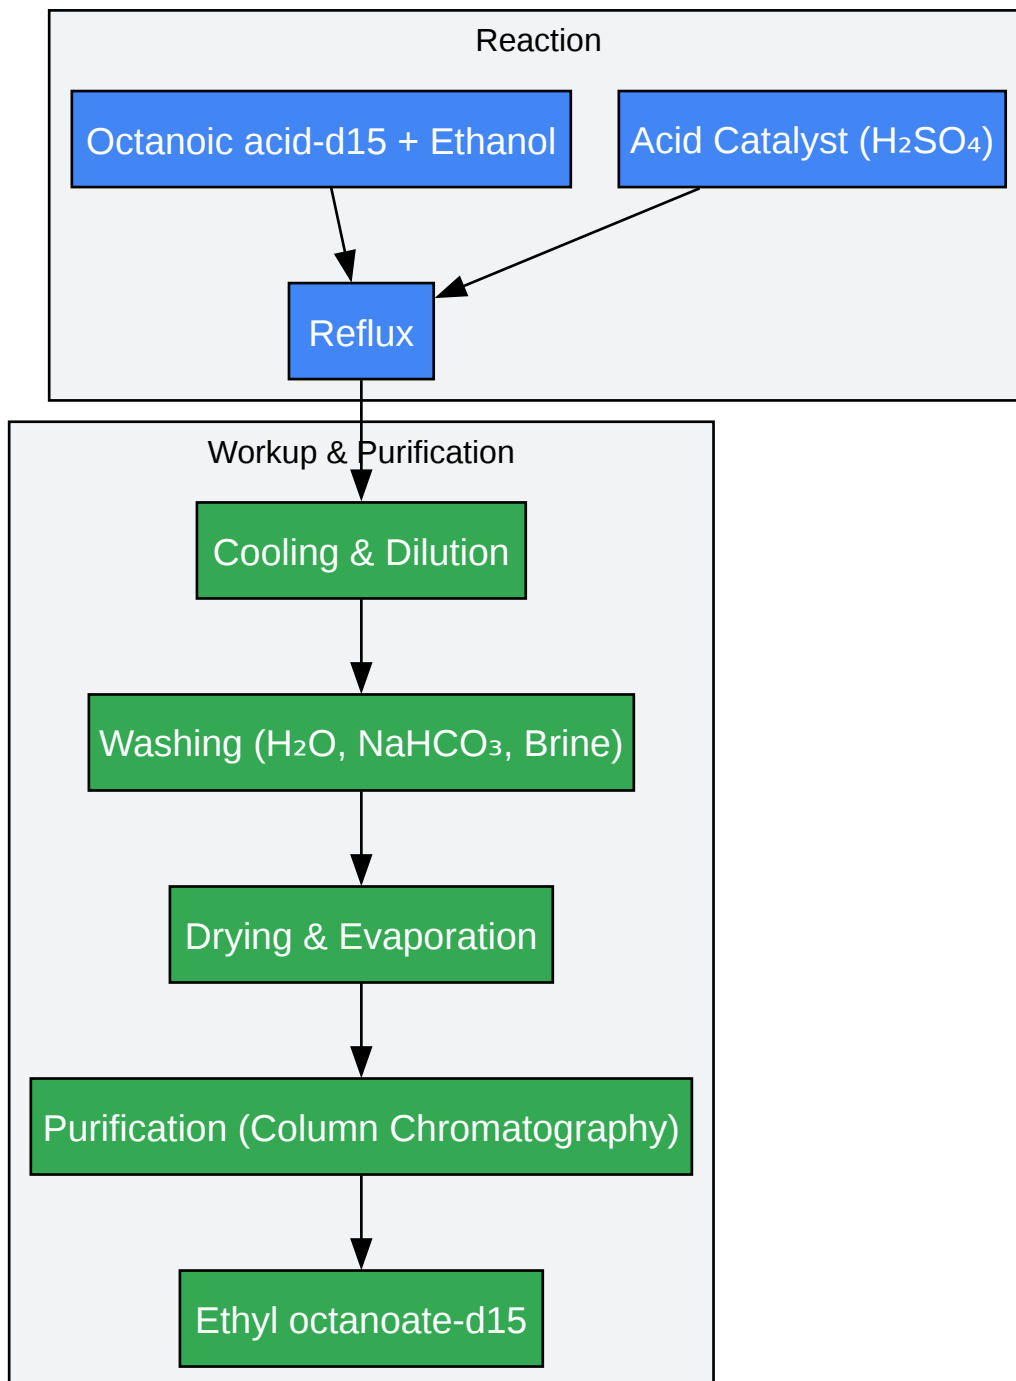 Reaction
Octanoic acid-d15 + Ethanol
Acid Catalyst (H₂SO₄)
Reflux
Workup & Purification
Cooling & Dilution
Washing (H₂O, NaHCO₃, Brine)
Drying & Evaporation
Purification (Column Chromatography)
Ethyl octanoate-d15